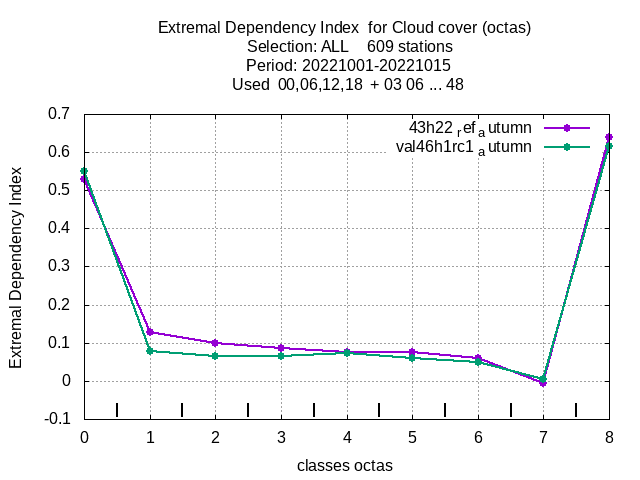 Extremal Dependency Index  for Cloud cover (octas)
Selection: ALL    609 stations
Period: 20221001-20221015
Used  00,06,12,18  + 03 06 ... 48
43h22 ref a utumn
val46h1rc1 a utumn
Extremal Dependency Index
0.7
0.6
0.5
0.4
0.3
0.2
0.1
0
-0.1
0 1 2 3 4 5 6 7 8
classes octas